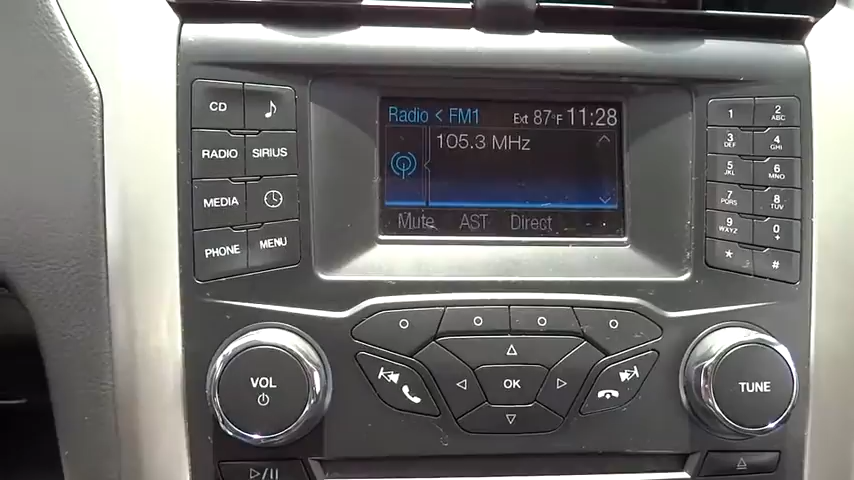 CD
RADIO SIRIUS
MEDIA
PHONE MENU
Radio < FM1 Ext 87°F 11:28
105.3 MHz
Mute AST Direct
1 2 ABC
3 DEF 4 GHI
5 JKL 6 MNO
7 PQRS 8 TUV
9 WXYZ 0 +
* #
VOL
OK
TUNE